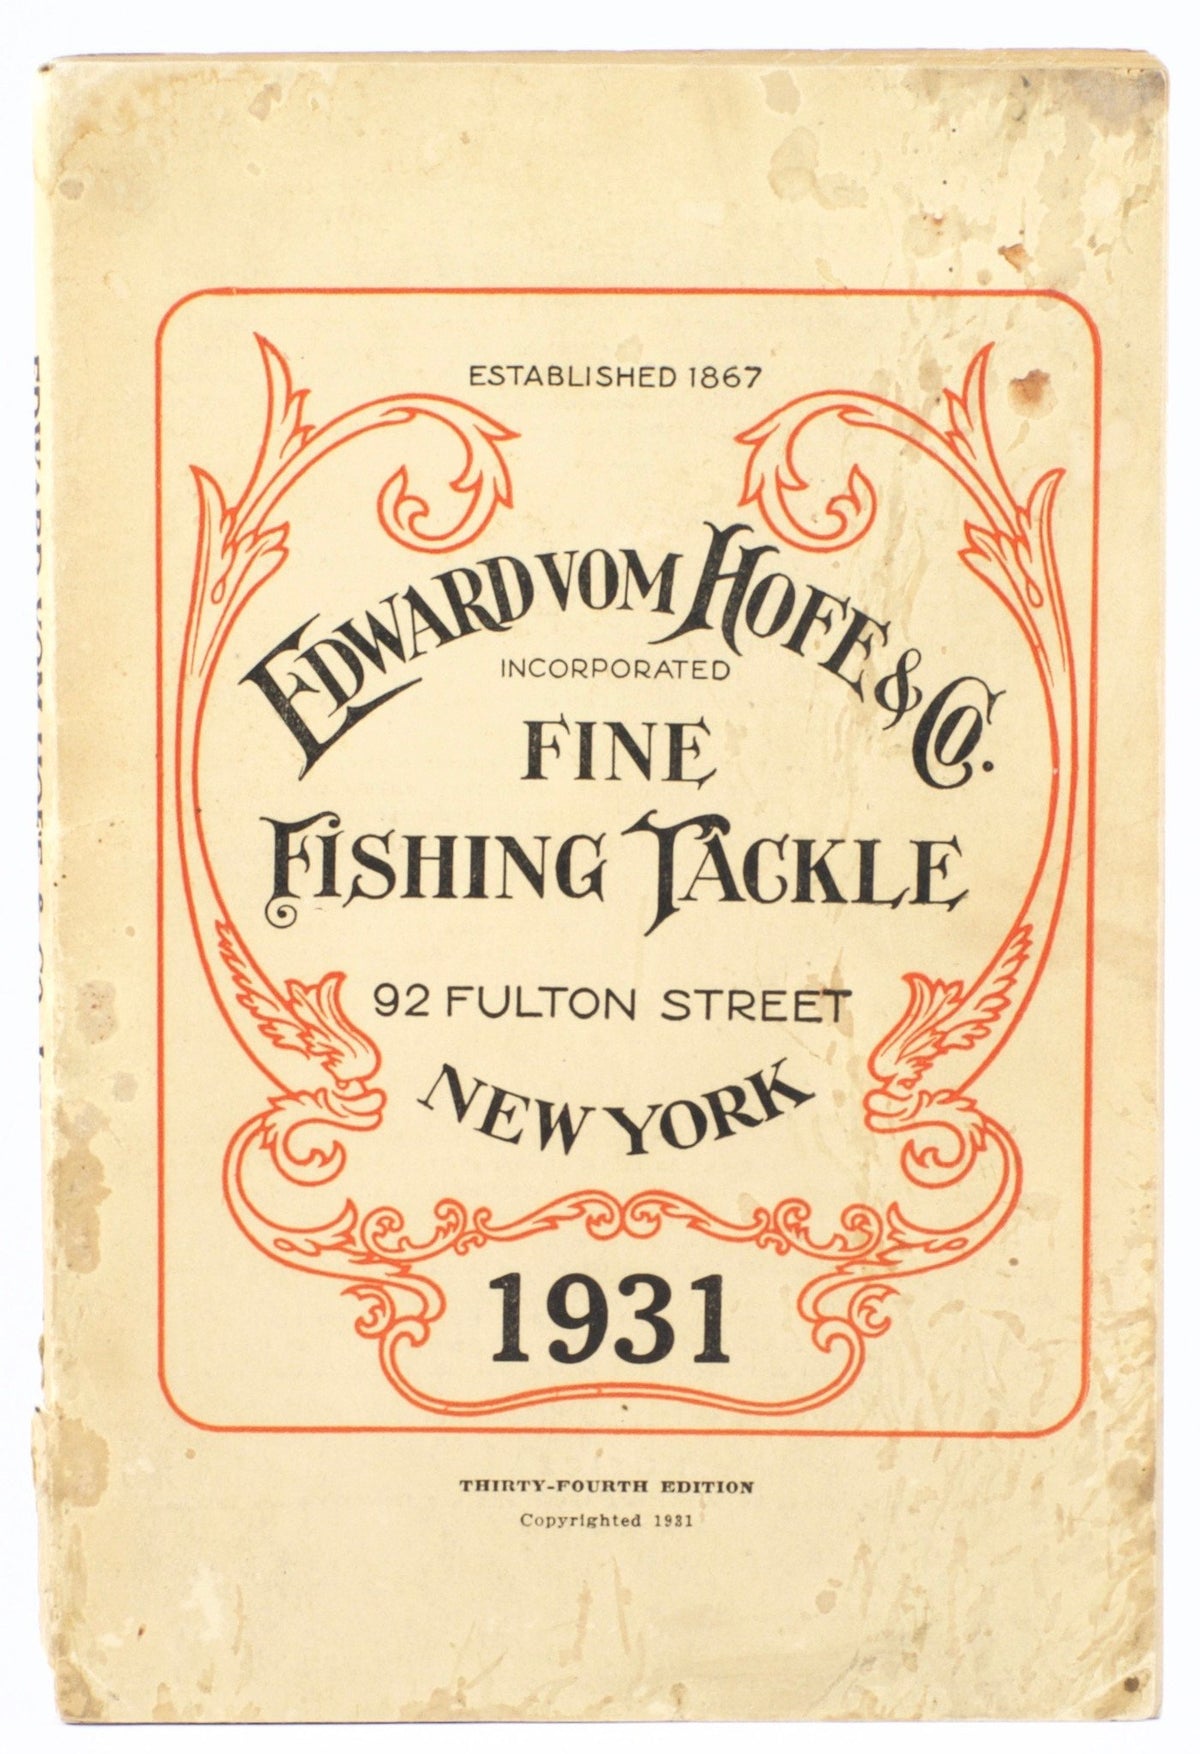 ESTABLISHED 1867
EDWARD VOM HOFE & CO.
INCORPORATED
FINE
FISHING TACKLE
92 FULTON STREET
NEW YORK
1931
THIRTY-FOURTH EDITION
Copyrighted 1931